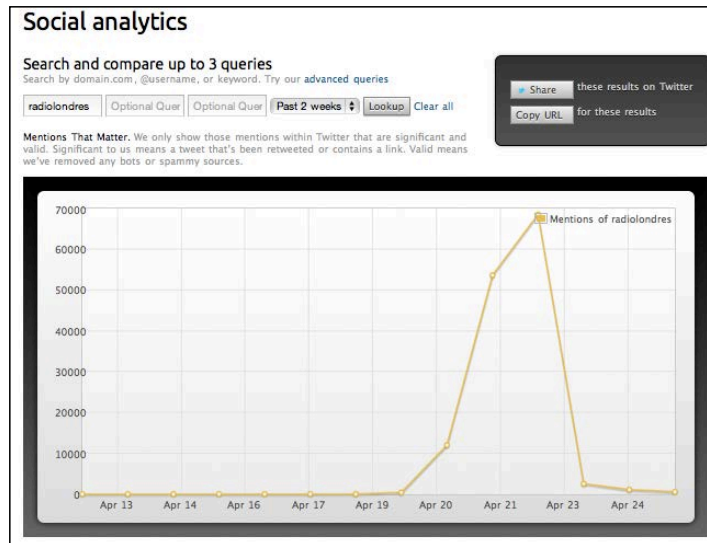 Social analytics
Search and compare up to 3 queries
Search by domain.com, @username, or keyword. Try our advanced queries
radiolondres Optional Quer Optional Quer Past 2 weeks Lookup Clear all
Share these results on Twitter
Copy URL for these results
Mentions That Matter. We only show those mentions within Twitter that are significant and
valid. Significant to us means a tweet that's been retweeted or contains a link. Valid means
we've removed any bots or spammy sources.
Mentions of radiolondres
70000
60000
50000
40000
30000
20000
10000
0
Apr 13 Apr 14 Apr 16 Apr 17 Apr 19 Apr 20 Apr 21 Apr 23 Apr 24